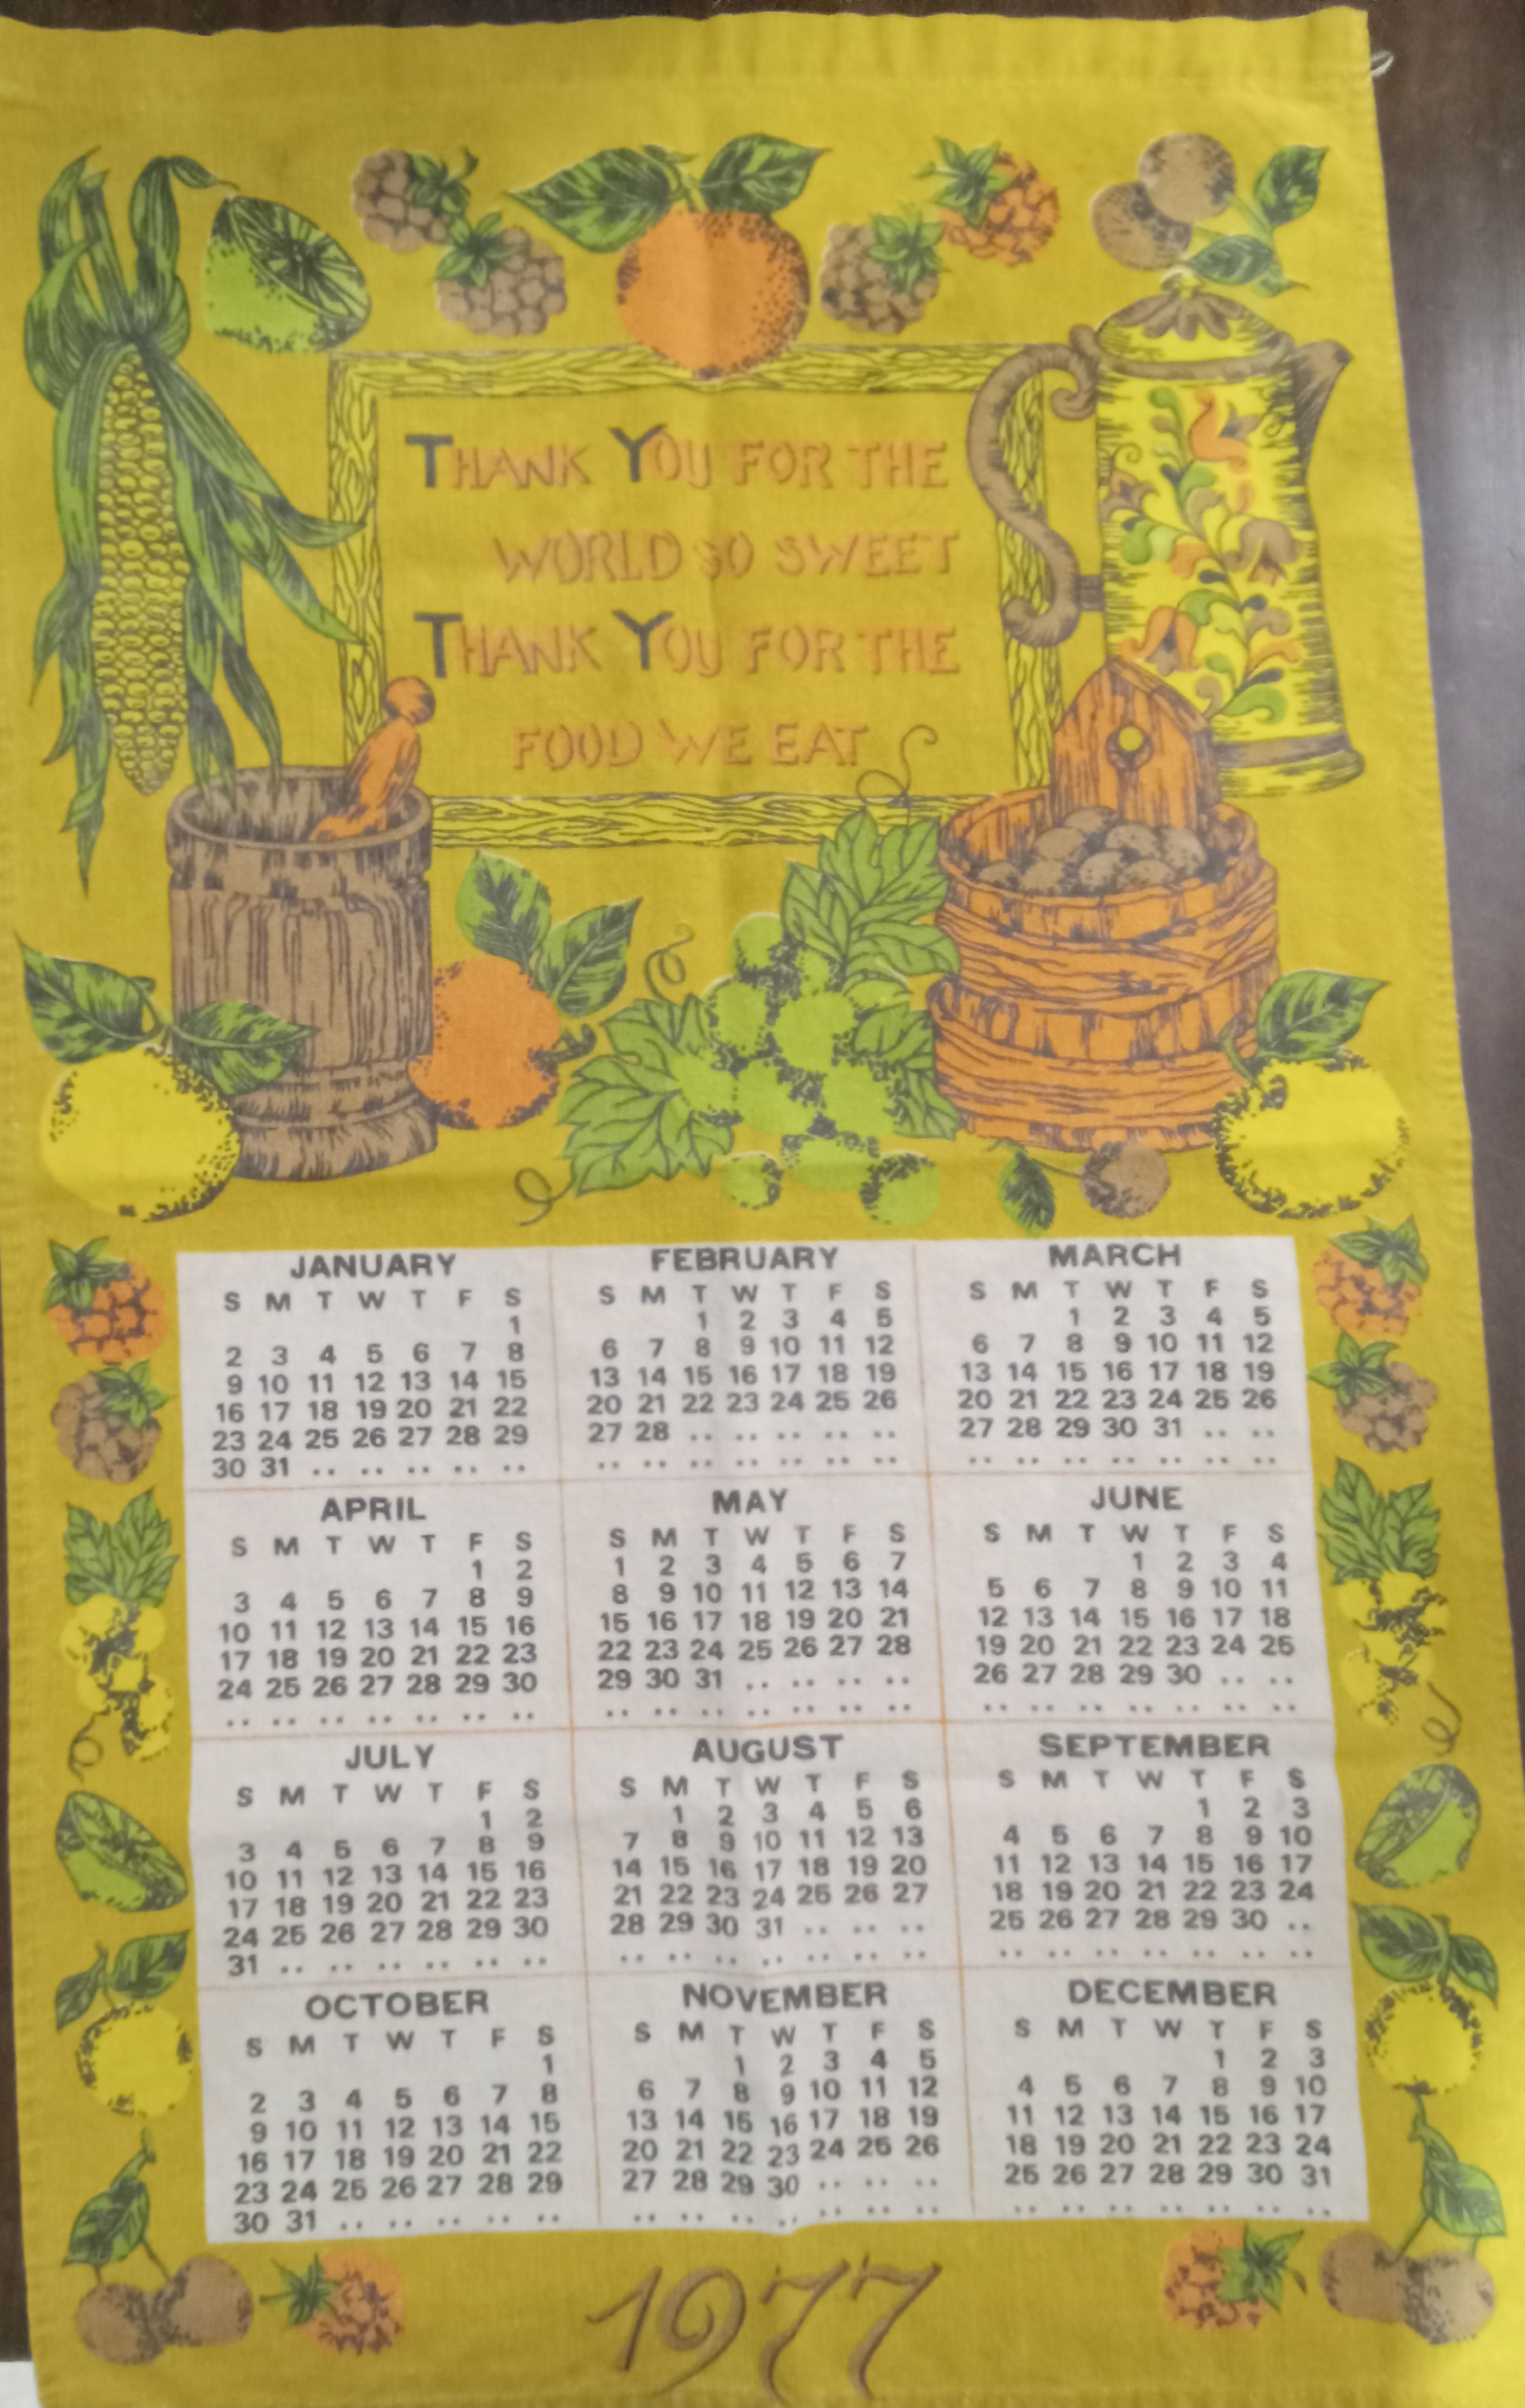 THANK YOU FOR THE
WORLD SO SWEET
THANK YOU FOR THE
FOOD WE EAT
JANUARY
S M T W T F S
1
2 3 4 5 6 7 8
9 10 11 12 13 14 15
16 17 18 19 20 21 22
23 24 25 26 27 28 29
30 31 .. .. .. .. ..
FEBRUARY
S M T W T F S
1 2 3 4 5
6 7 8 9 10 11 12
13 14 15 16 17 18 19
20 21 22 23 24 25 26
27 28 .. .. .. .. ..
.. .. .. .. .. .. ..
MARCH
S M T W T F S
1 2 3 4 5
6 7 8 9 10 11 12
13 14 15 16 17 18 19
20 21 22 23 24 25 26
27 28 29 30 31 .. ..
.. .. .. .. .. .. ..
APRIL
S M T W T F S
1 2
3 4 5 6 7 8 9
10 11 12 13 14 15 16
17 18 19 20 21 22 23
24 25 26 27 28 29 30
.. .. .. .. .. .. ..
MAY
S M T W T F S
1 2 3 4 5 6 7
8 9 10 11 12 13 14
15 16 17 18 19 20 21
22 23 24 25 26 27 28
29 30 31 .. .. .. ..
.. .. .. .. .. .. ..
JUNE
S M T W T F S
1 2 3 4
5 6 7 8 9 10 11
12 13 14 15 16 17 18
19 20 21 22 23 24 25
26 27 28 29 30 .. ..
.. .. .. .. .. .. ..
JULY
S M T W T F S
1 2
3 4 5 6 7 8 9
10 11 12 13 14 15 16
17 18 19 20 21 22 23
24 25 26 27 28 29 30
31 .. .. .. .. .. ..
AUGUST
S M T W T F S
1 2 3 4 5 6
7 8 9 10 11 12 13
14 15 16 17 18 19 20
21 22 23 24 25 26 27
28 29 30 31 .. .. ..
.. .. .. .. .. .. ..
SEPTEMBER
S M T W T F S
1 2 3
4 5 6 7 8 9 10
11 12 13 14 15 16 17
18 19 20 21 22 23 24
25 26 27 28 29 30 ..
.. .. .. .. .. .. ..
OCTOBER
S M T W T F S
1
2 3 4 5 6 7 8
9 10 11 12 13 14 15
16 17 18 19 20 21 22
23 24 25 26 27 28 29
30 31 .. .. .. .. ..
NOVEMBER
S M T W T F S
1 2 3 4 5
6 7 8 9 10 11 12
13 14 15 16 17 18 19
20 21 22 23 24 25 26
27 28 29 30 .. .. ..
.. .. .. .. .. .. ..
DECEMBER
S M T W T F S
1 2 3
4 5 6 7 8 9 10
11 12 13 14 15 16 17
18 19 20 21 22 23 24
25 26 27 28 29 30 31
.. .. .. .. .. .. ..
1977